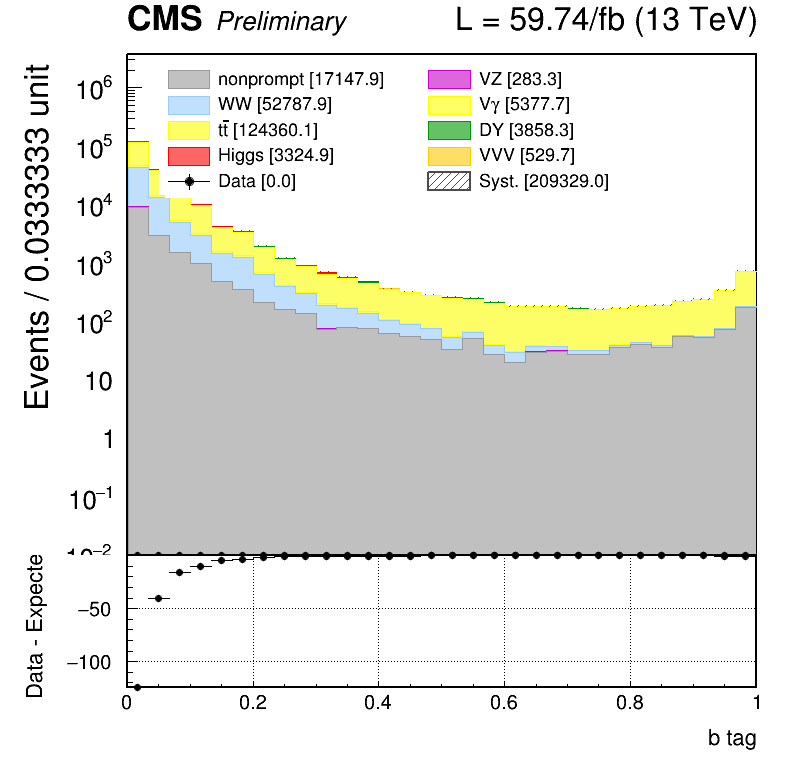 CMS Preliminary L = 59.74/fb (13 TeV)
Events / 0.0333333 unit
nonprompt [17147.9]
WW [52787.9]
tt̄ [124360.1]
Higgs [3324.9]
Data [0.0]
VZ [283.3]
Vγ [5377.7]
DY [3858.3]
VVV [529.7]
Syst. [209329.0]
10⁶
10⁵
10⁴
10³
10²
10
1
10⁻¹
10⁻²
Data - Expecte
−50
−100
0 0.2 0.4 0.6 0.8 1
b tag